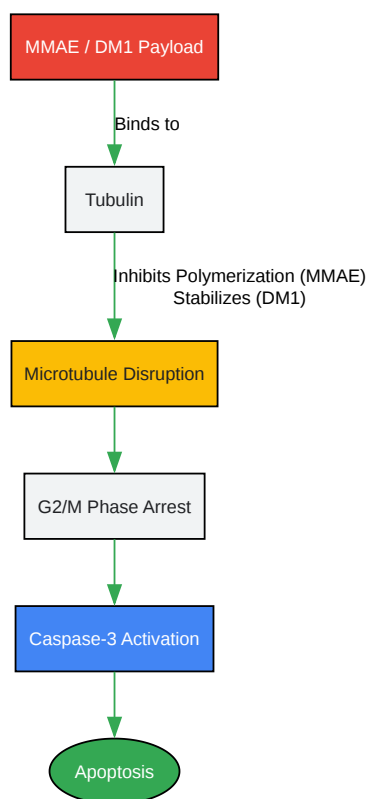 MMAE / DM1 Payload
Binds to
Tubulin
Inhibits Polymerization (MMAE)
Stabilizes (DM1)
Microtubule Disruption
G2/M Phase Arrest
Caspase-3 Activation
Apoptosis